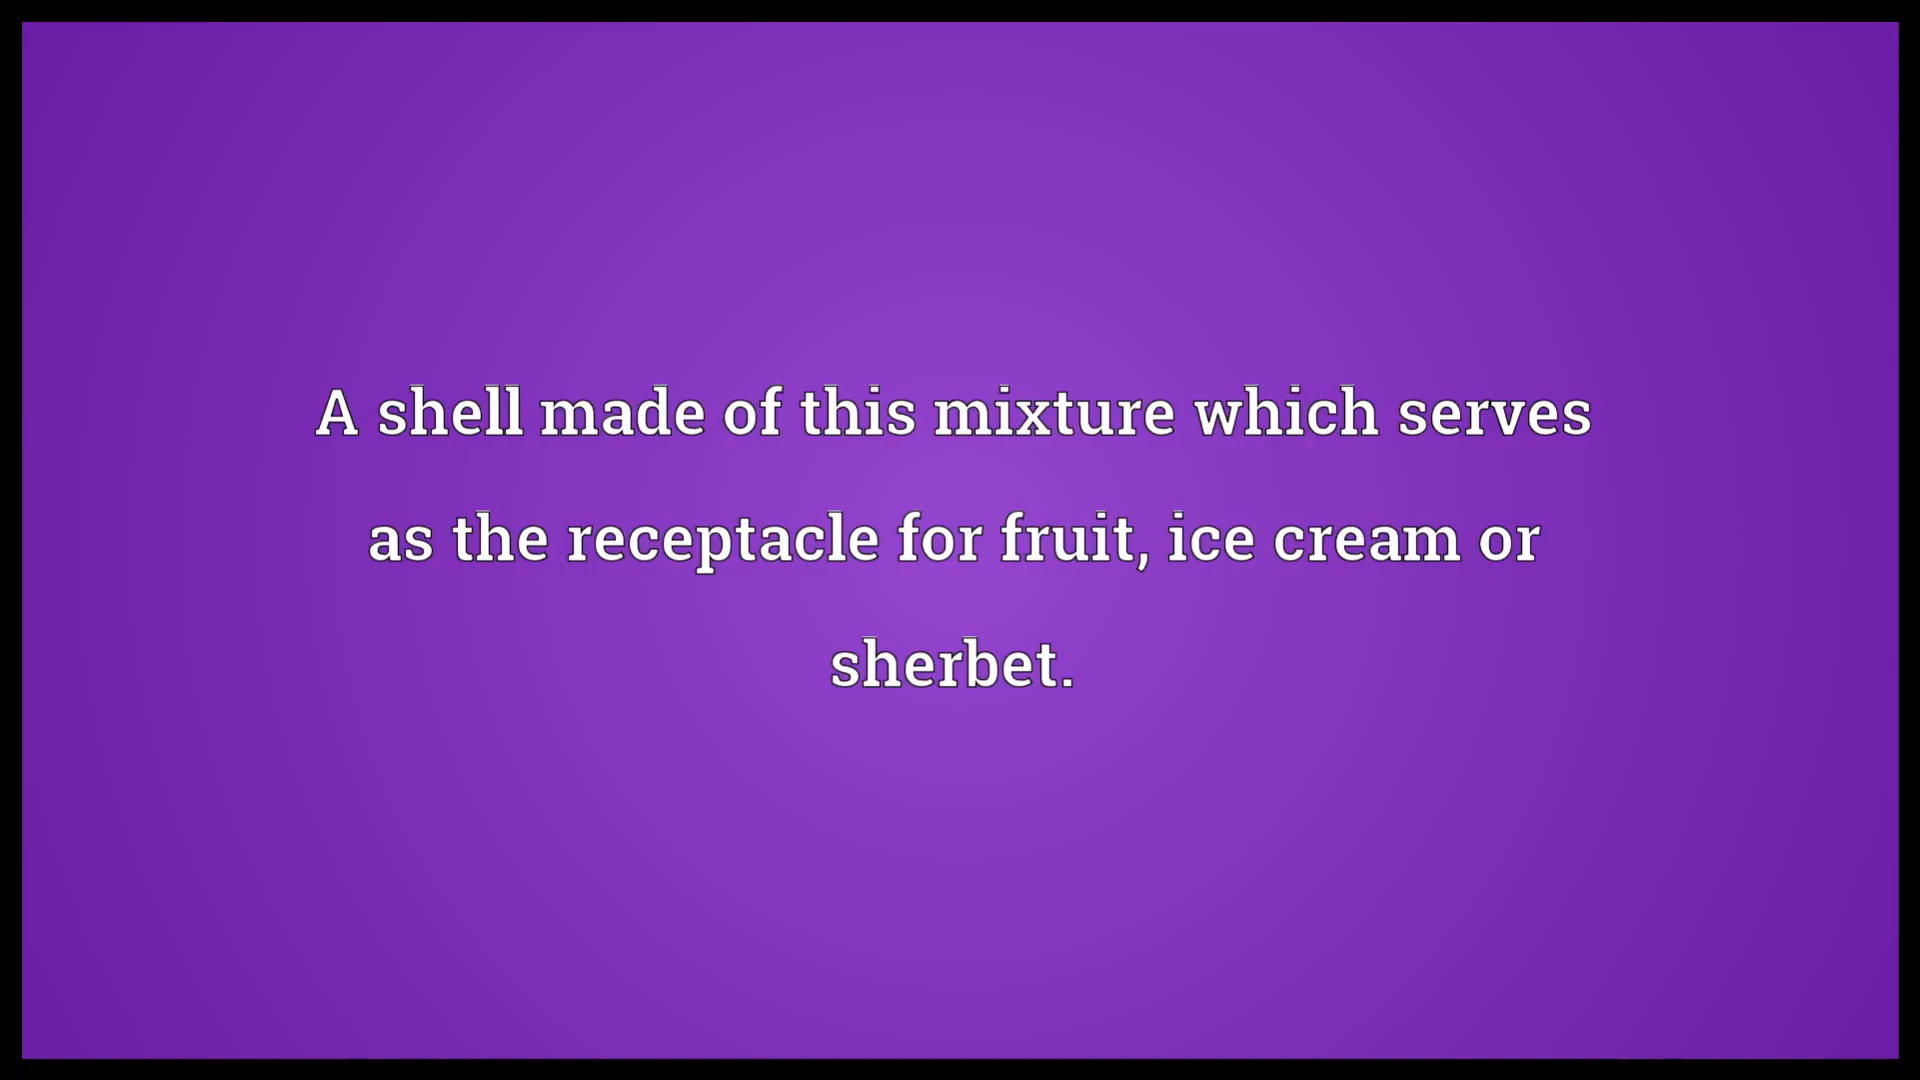 A shell made of this mixture which serves
as the receptacle for fruit, ice cream or
sherbet.